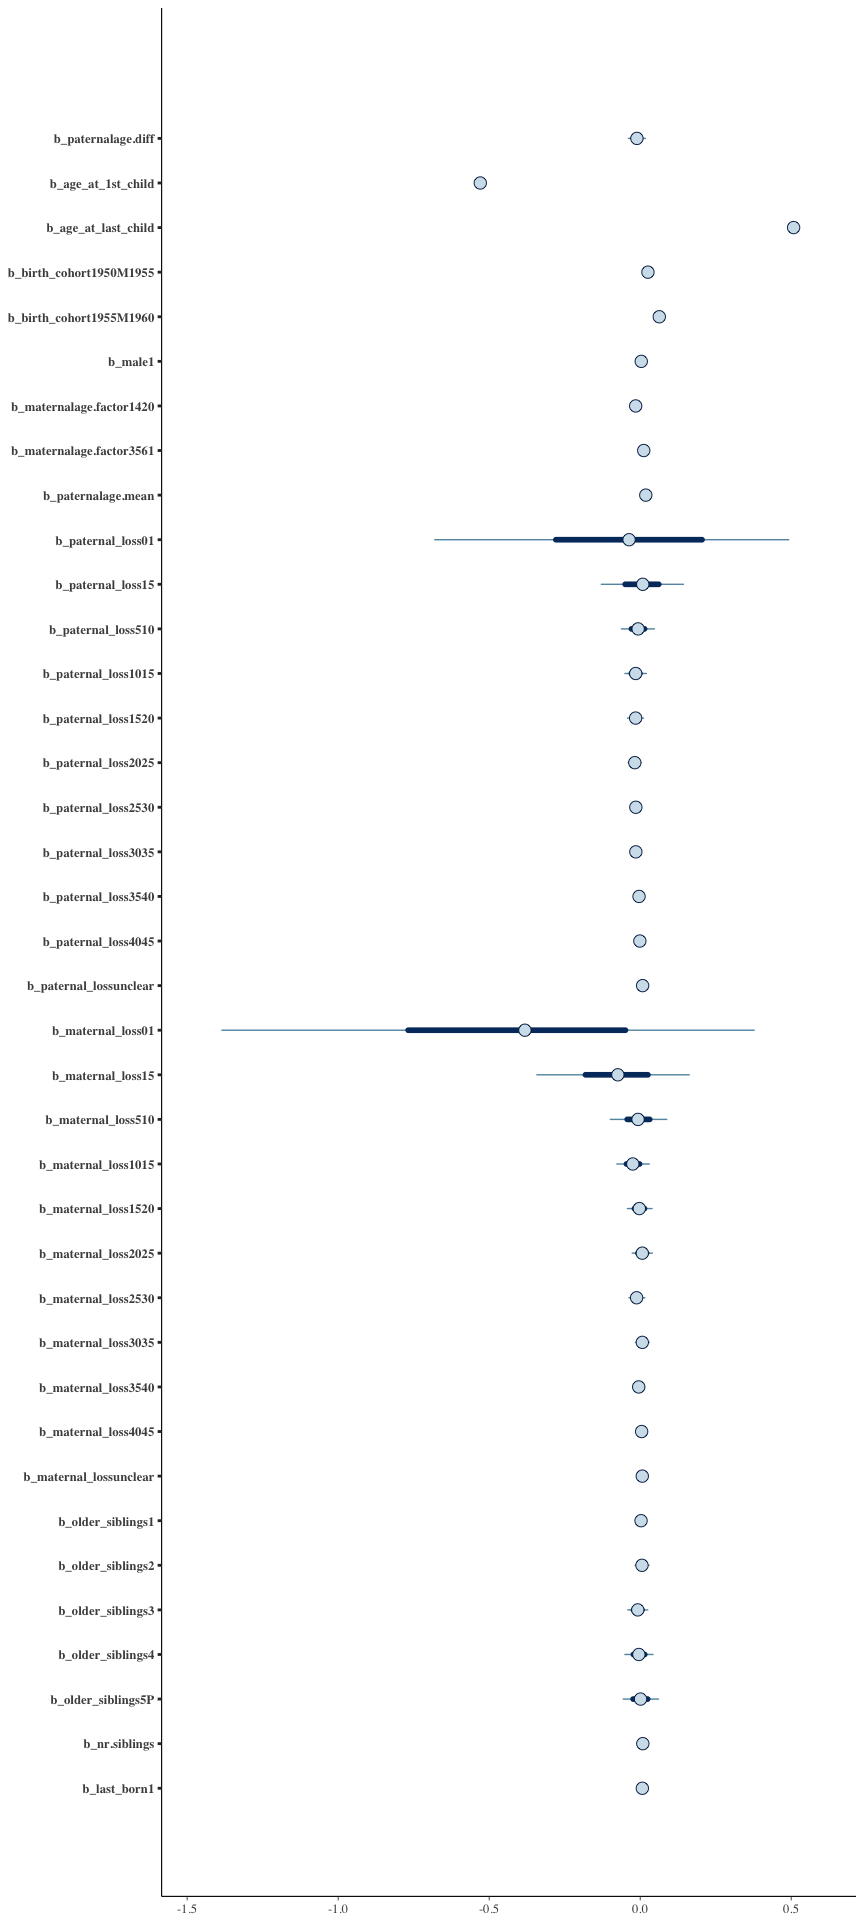 b_paternalage.diff
b_age_at_1st_child
b_age_at_last_child
b_birth_cohort1950M1955
b_birth_cohort1955M1960
b_male1
b_maternalage.factor1420
b_maternalage.factor3561
b_paternalage.mean
b_paternal_loss01
b_paternal_loss15
b_paternal_loss510
b_paternal_loss1015
b_paternal_loss1520
b_paternal_loss2025
b_paternal_loss2530
b_paternal_loss3035
b_paternal_loss3540
b_paternal_loss4045
b_paternal_lossunclear
b_maternal_loss01
b_maternal_loss15
b_maternal_loss510
b_maternal_loss1015
b_maternal_loss1520
b_maternal_loss2025
b_maternal_loss2530
b_maternal_loss3035
b_maternal_loss3540
b_maternal_loss4045
b_maternal_lossunclear
b_older_siblings1
b_older_siblings2
b_older_siblings3
b_older_siblings4
b_older_siblings5P
b_nr.siblings
b_last_born1
-1.5 -1.0 -0.5 0.0 0.5